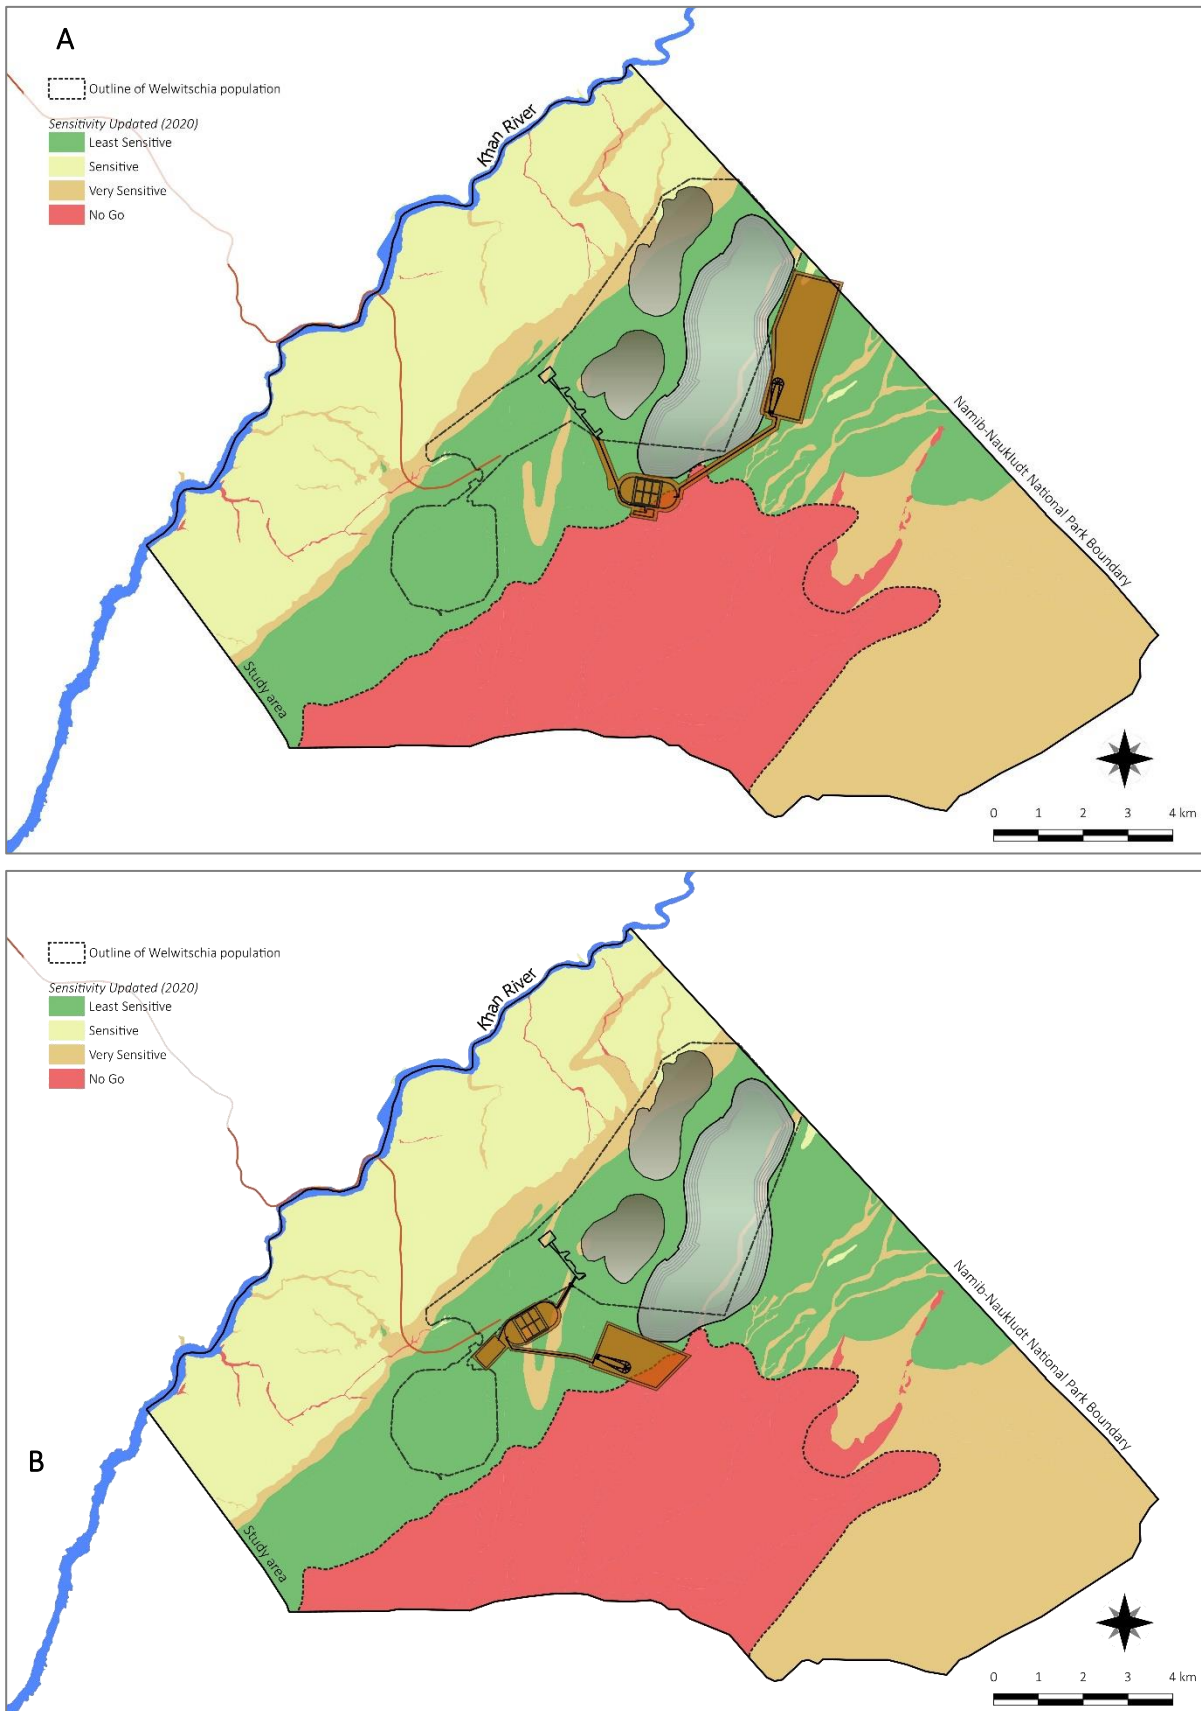 A
Outline of Welwitschia population
Sensitivity Updated (2020)
Least Sensitive
Sensitive
Very Sensitive
No Go
Khan River
Namib-Naukludt National Park Boundary
Study area
0 1 2 3 4 km
Outline of Welwitschia population
Sensitivity Updated (2020)
Least Sensitive
Sensitive
Very Sensitive
No Go
Khan River
Namib-Naukludt National Park Boundary
B
Study area
0 1 2 3 4 km